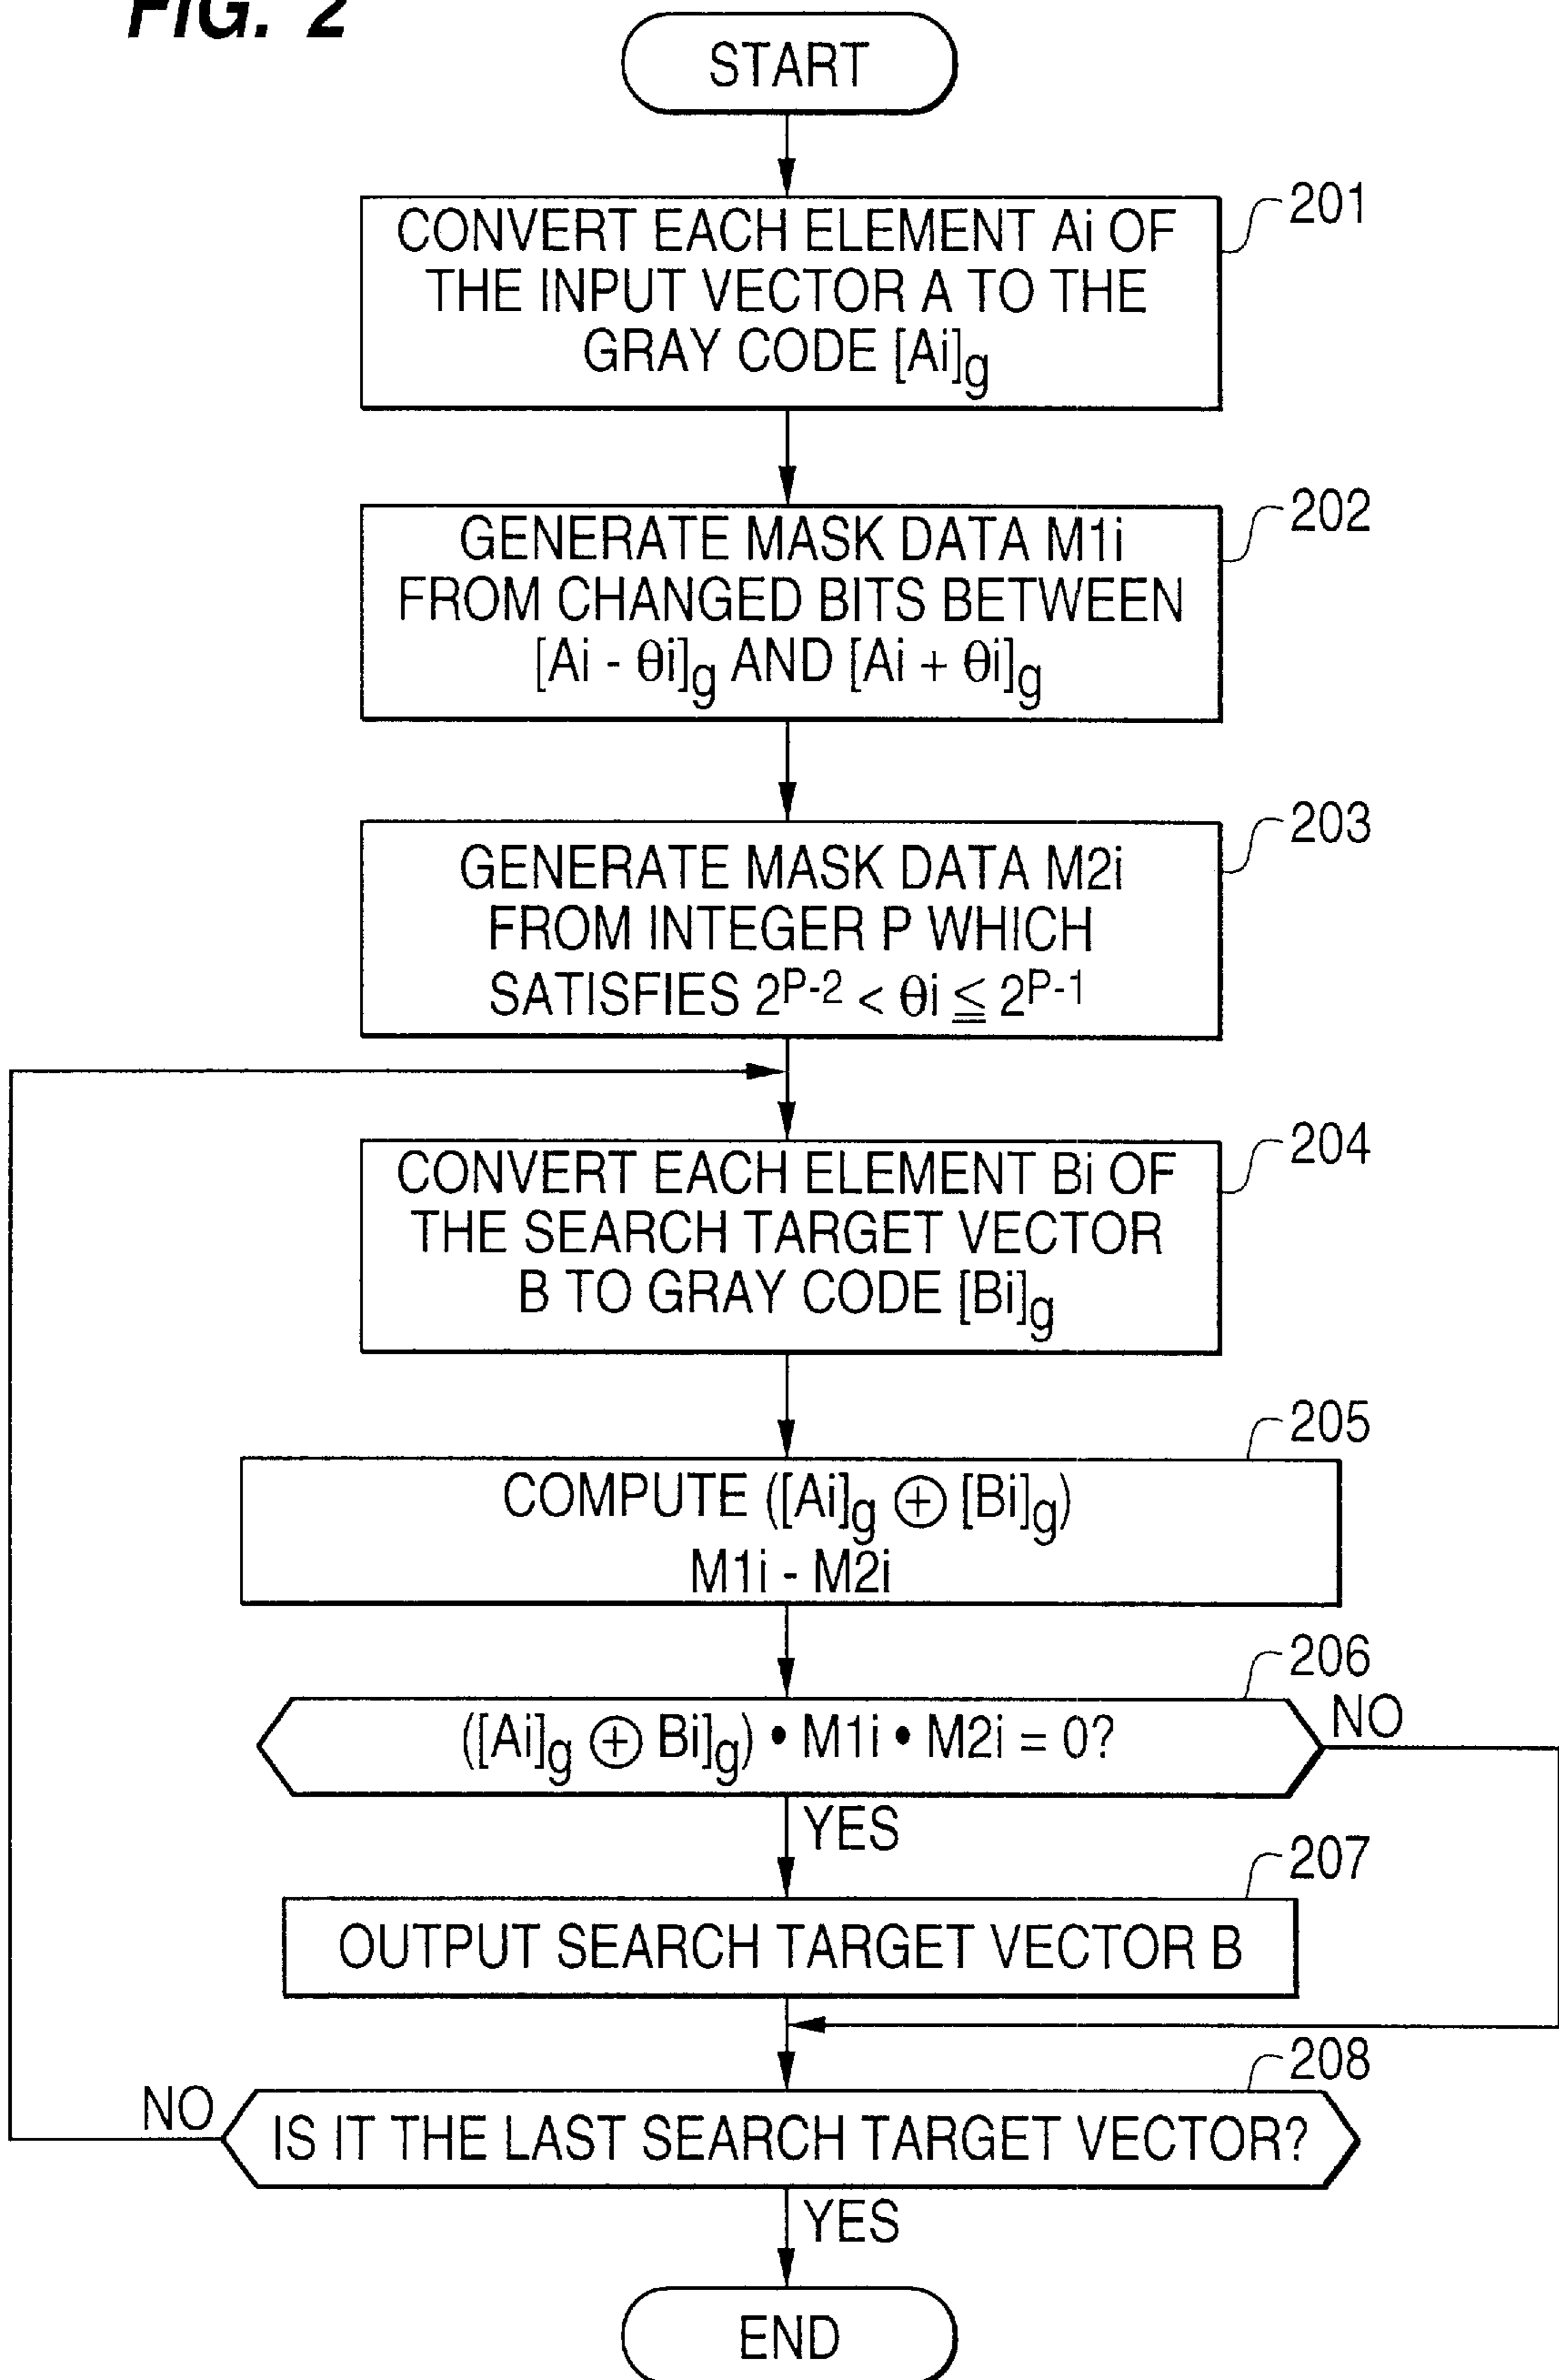 FIG. 2
START
201
CONVERT EACH ELEMENT Ai OF
THE INPUT VECTOR A TO THE
GRAY CODE [Ai]g
202
GENERATE MASK DATA M1i
FROM CHANGED BITS BETWEEN
[Ai - θi]g AND [Ai + θi]g
203
GENERATE MASK DATA M2i
FROM INTEGER P WHICH
SATISFIES 2^P-2 < θi ≦ 2^P-1
204
CONVERT EACH ELEMENT Bi OF
THE SEARCH TARGET VECTOR
B TO GRAY CODE [Bi]g
205
COMPUTE ([Ai]g ⊕ [Bi]g)
M1i - M2i
206
([Ai]g ⊕ Bi]g) • M1i • M2i = 0?
NO
YES
207
OUTPUT SEARCH TARGET VECTOR B
208
NO
IS IT THE LAST SEARCH TARGET VECTOR?
YES
END